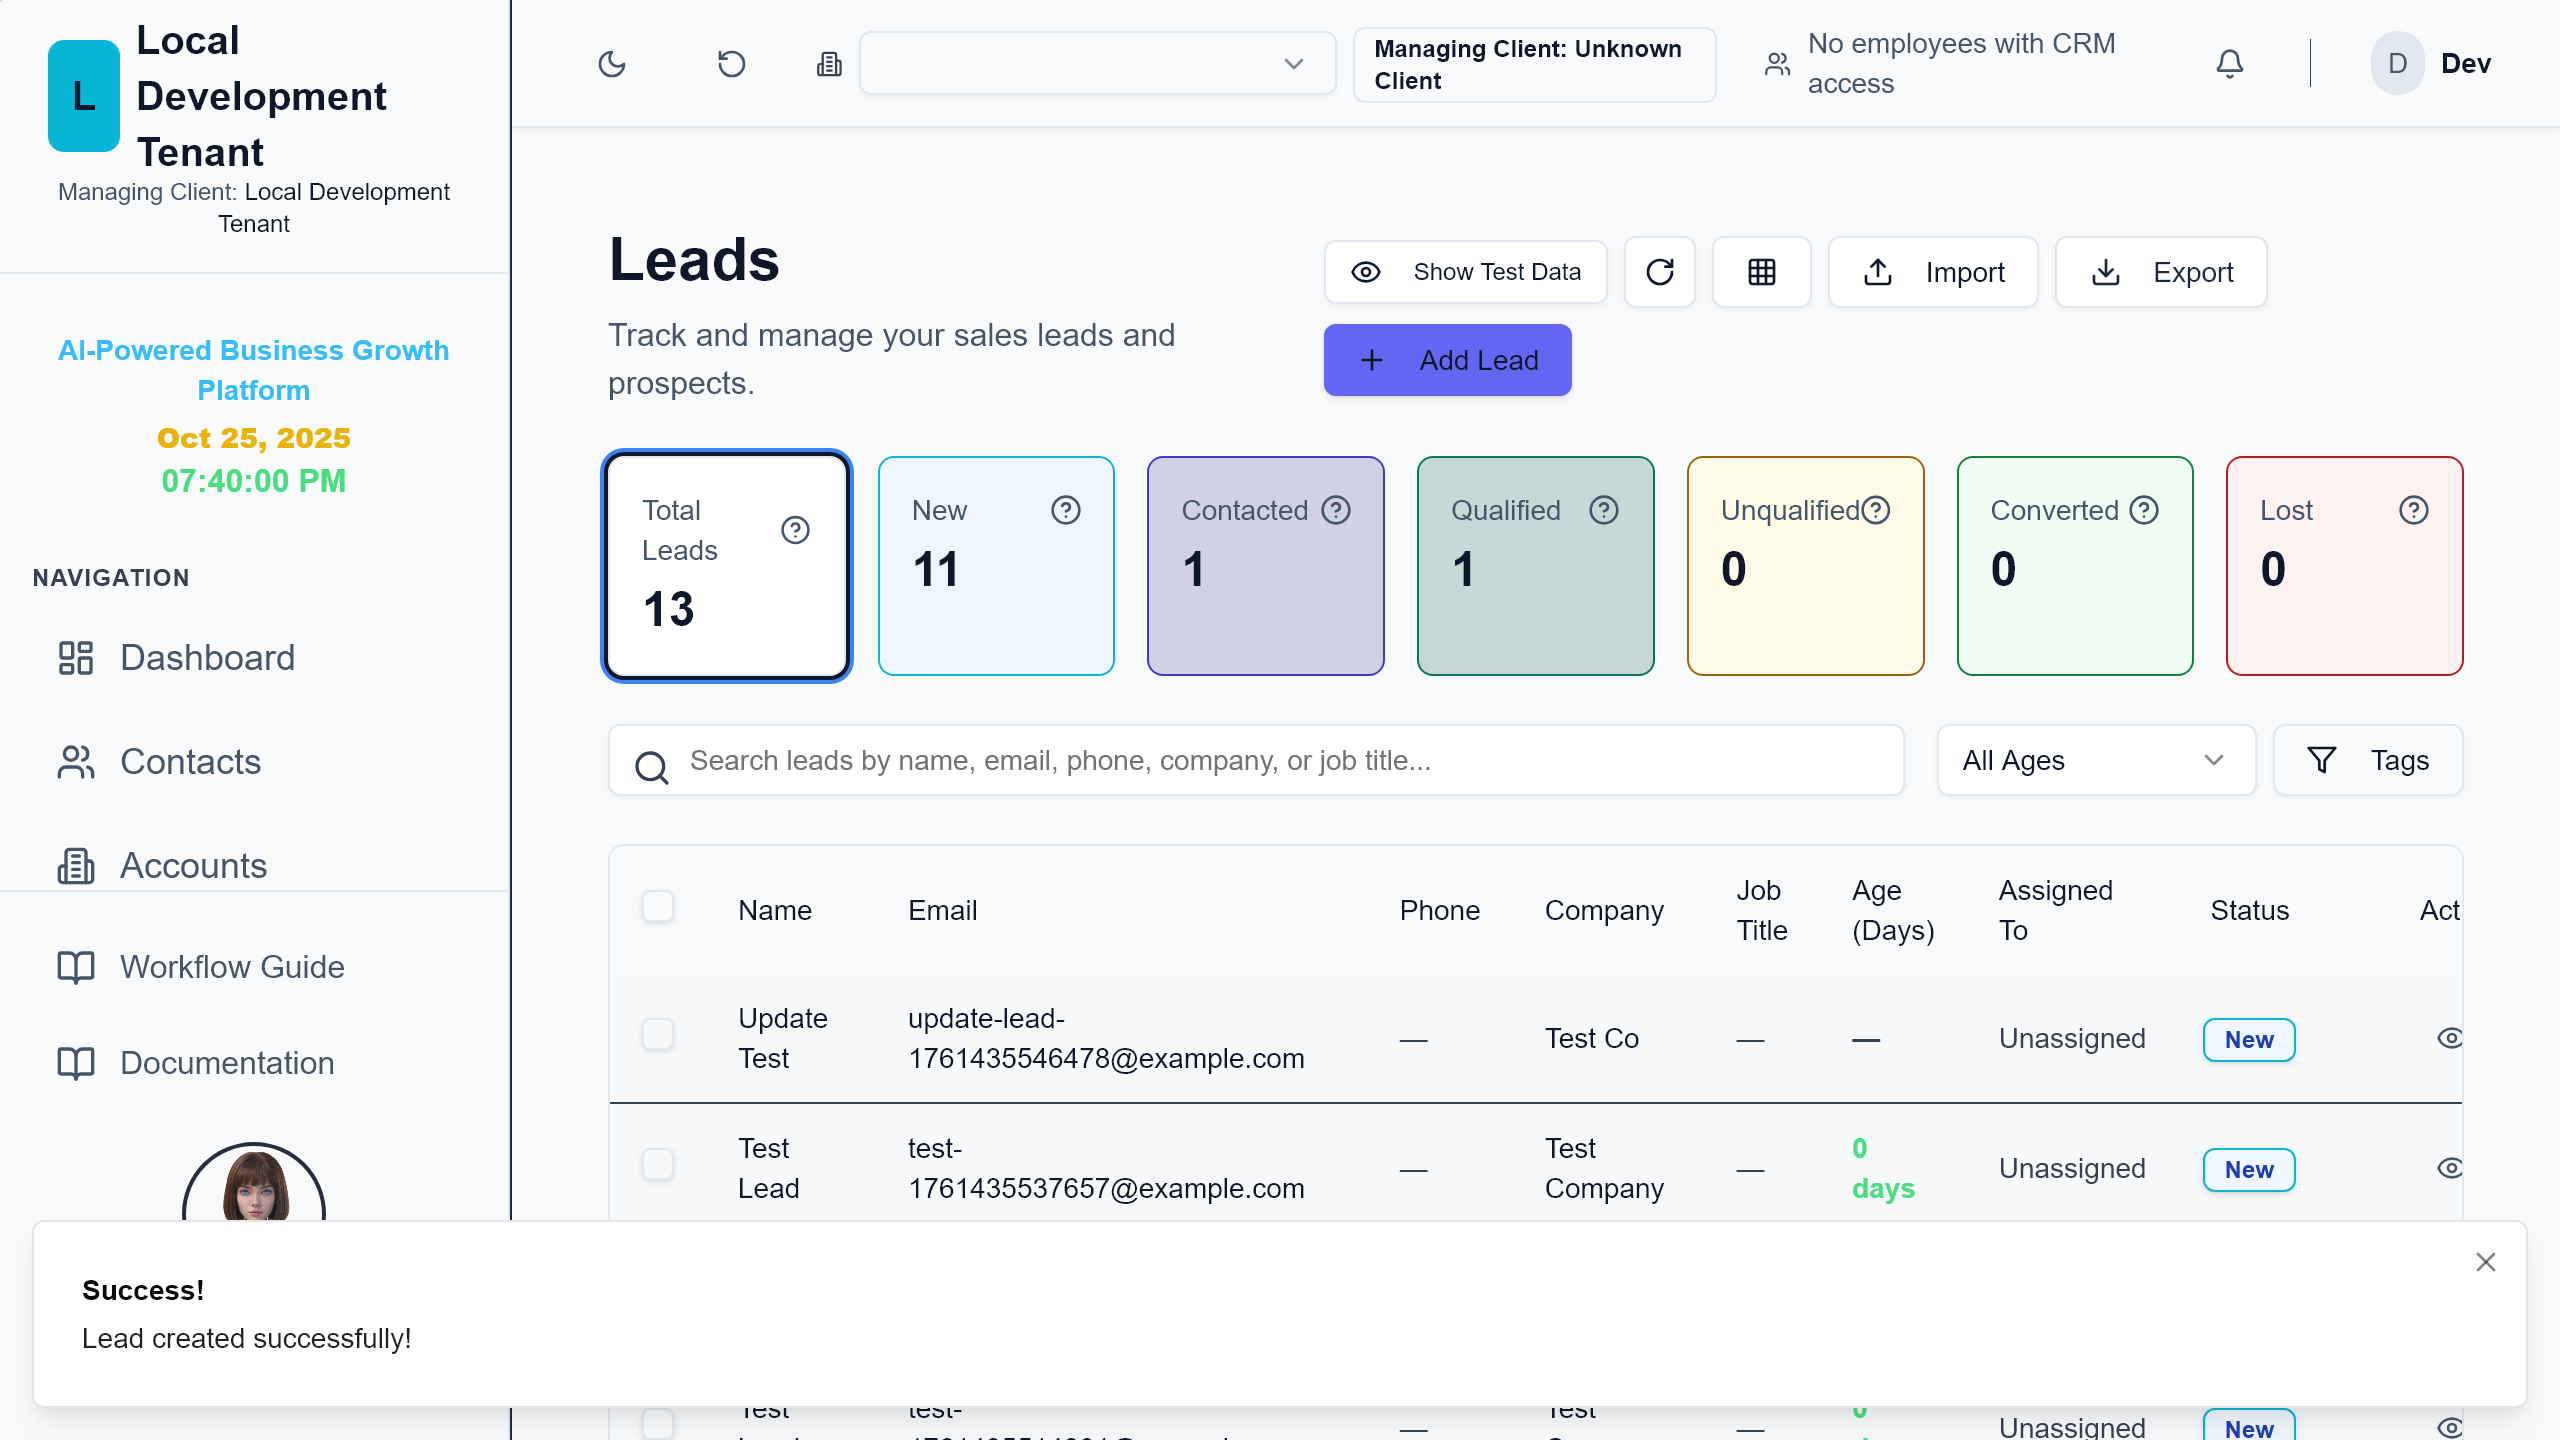 L
Local
Development
Tenant
Managing Client: Local Development
Tenant
AI-Powered Business Growth
Platform
Oct 25, 2025
07:40:00 PM
NAVIGATION
Dashboard
Contacts
Accounts
Workflow Guide
Documentation
Managing Client: Unknown
Client
No employees with CRM
access
D
Dev
Leads
Track and manage your sales leads and
prospects.
Show Test Data
Import
Export
Add Lead
Total
Leads
13
New
11
Contacted
1
Qualified
1
Unqualified
0
Converted
0
Lost
0
Search leads by name, email, phone, company, or job title...
All Ages
Tags
Name
Email
Phone
Company
Job
Title
Age
(Days)
Assigned
To
Status
Act
Update
Test
update-lead-
1761435546478@example.com
—
Test Co
—
—
Unassigned
New
Test
Lead
test-
1761435537657@example.com
—
Test
Company
—
0
days
Unassigned
New
Success!
Lead created successfully!
Test
test-
—
Test
—
0
Unassigned
New